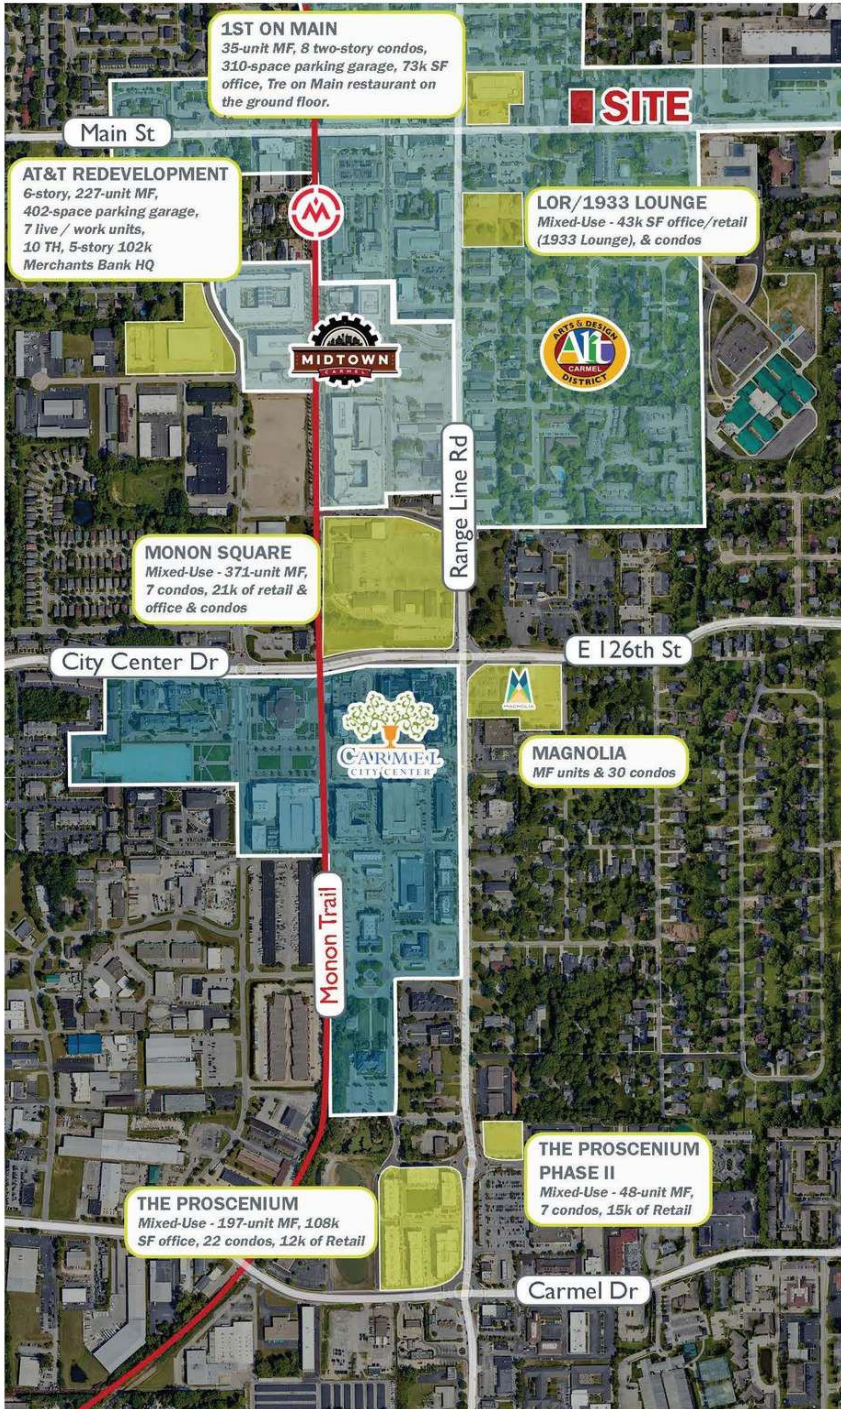 1ST ON MAIN
35-unit MF, 8 two-story condos,
310-space parking garage, 73k SF
office, Tre on Main restaurant on
the ground floor.
SITE
Main St
AT&T REDEVELOPMENT
6-story, 227-unit MF,
402-space parking garage,
7 live / work units,
10 TH, 5-story 102k
Merchants Bank HQ
M
LOR/1933 LOUNGE
Mixed-Use - 43k SF office/retail
(1933 Lounge), & condos
MIDTOWN
CARMEL
ARTS & DESIGN
Art
CARMEL
DISTRICT
Range Line Rd
MONON SQUARE
Mixed-Use - 371-unit MF,
7 condos, 21k of retail &
office & condos
City Center Dr
E 126th St
CARMEL
CITY CENTER
MAGNOLIA
MAGNOLIA
MF units & 30 condos
Monon Trail
THE PROSCENIUM
PHASE II
Mixed-Use - 48-unit MF,
7 condos, 15k of Retail
THE PROSCENIUM
Mixed-Use - 197-unit MF, 108k
SF office, 22 condos, 12k of Retail
Carmel Dr